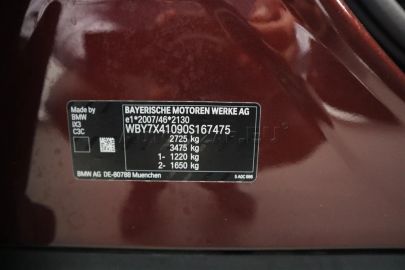 Made by
BMW
iX3
C3C
BAYERISCHE MOTOREN WERKE AG
e1*2007/46*2130
WBY7X41090S167475
2725 kg
3475 kg
1- 1220 kg
2- 1650 kg
BMW AG DE-80788 Muenchen